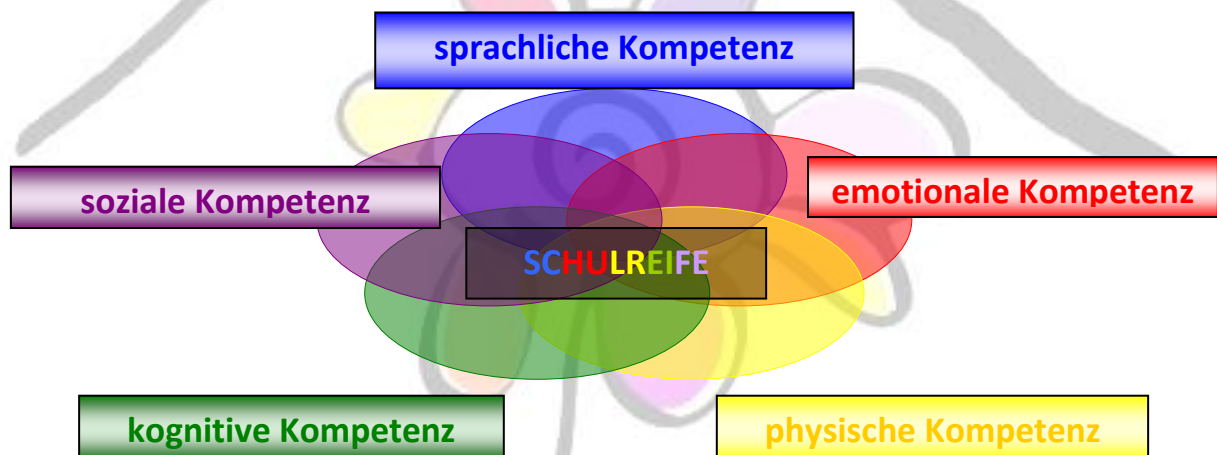 sprachliche Kompetenz
soziale Kompetenz
emotionale Kompetenz
SCHULREIFE
kognitive Kompetenz
physische Kompetenz